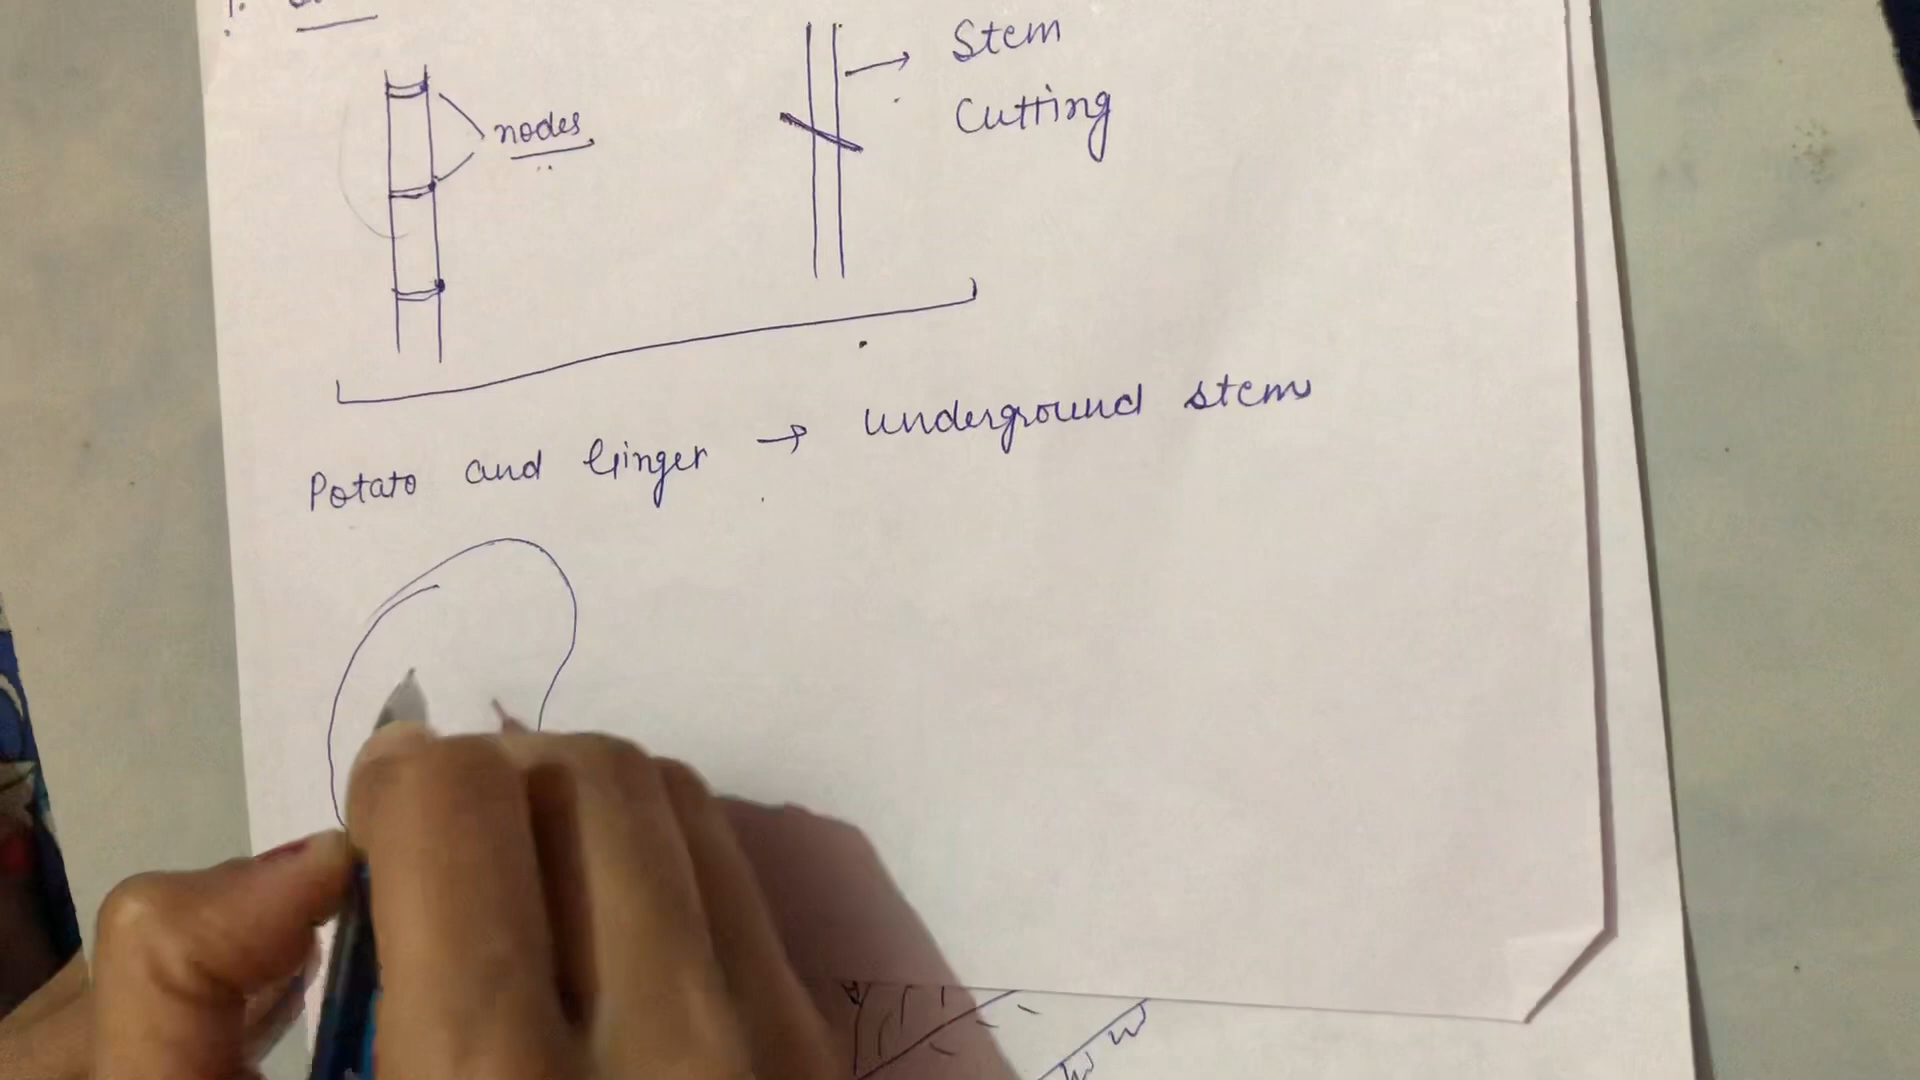 nodes
Stem
Cutting
Potato and Ginger → underground stem